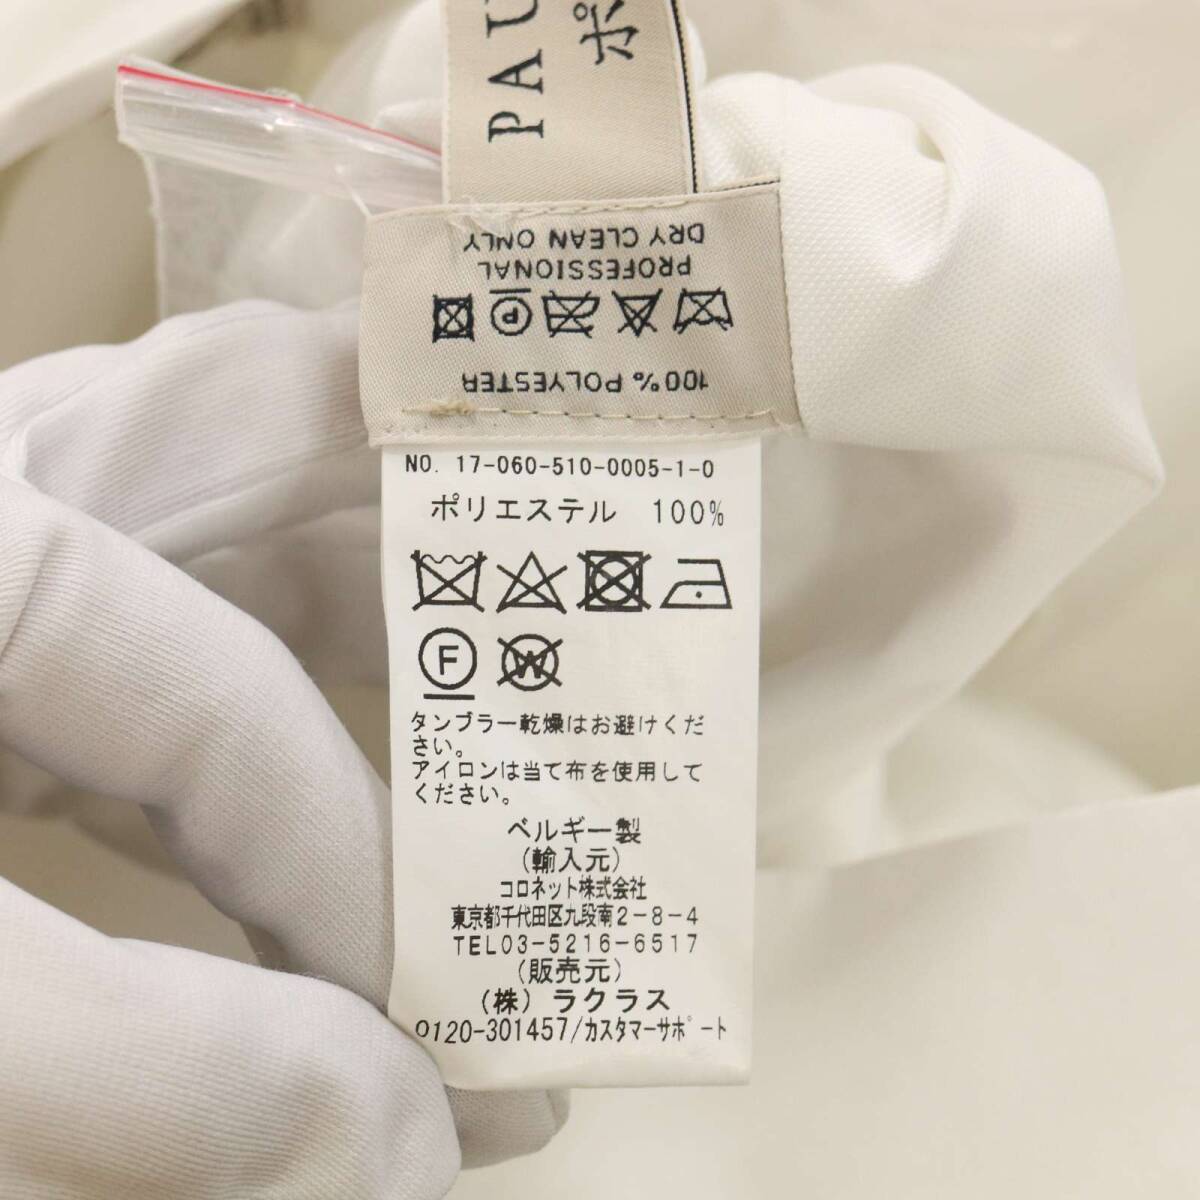 PAU
ポ
100% POLYESTER
PROFESSIONAL
DRY CLEAN ONLY
NO. 17-060-510-0005-1-0
ポリエステル 100%
F
W
タンブラー乾燥はお避けくだ
さい。
アイロンは当て布を使用して
ください。
ベルギー製
(輸入元)
コロネット株式会社
東京都千代田区九段南2-8-4
TEL03-5216-6517
(販売元)
(株)ラクラス
0120-301457/カスタマーサポート